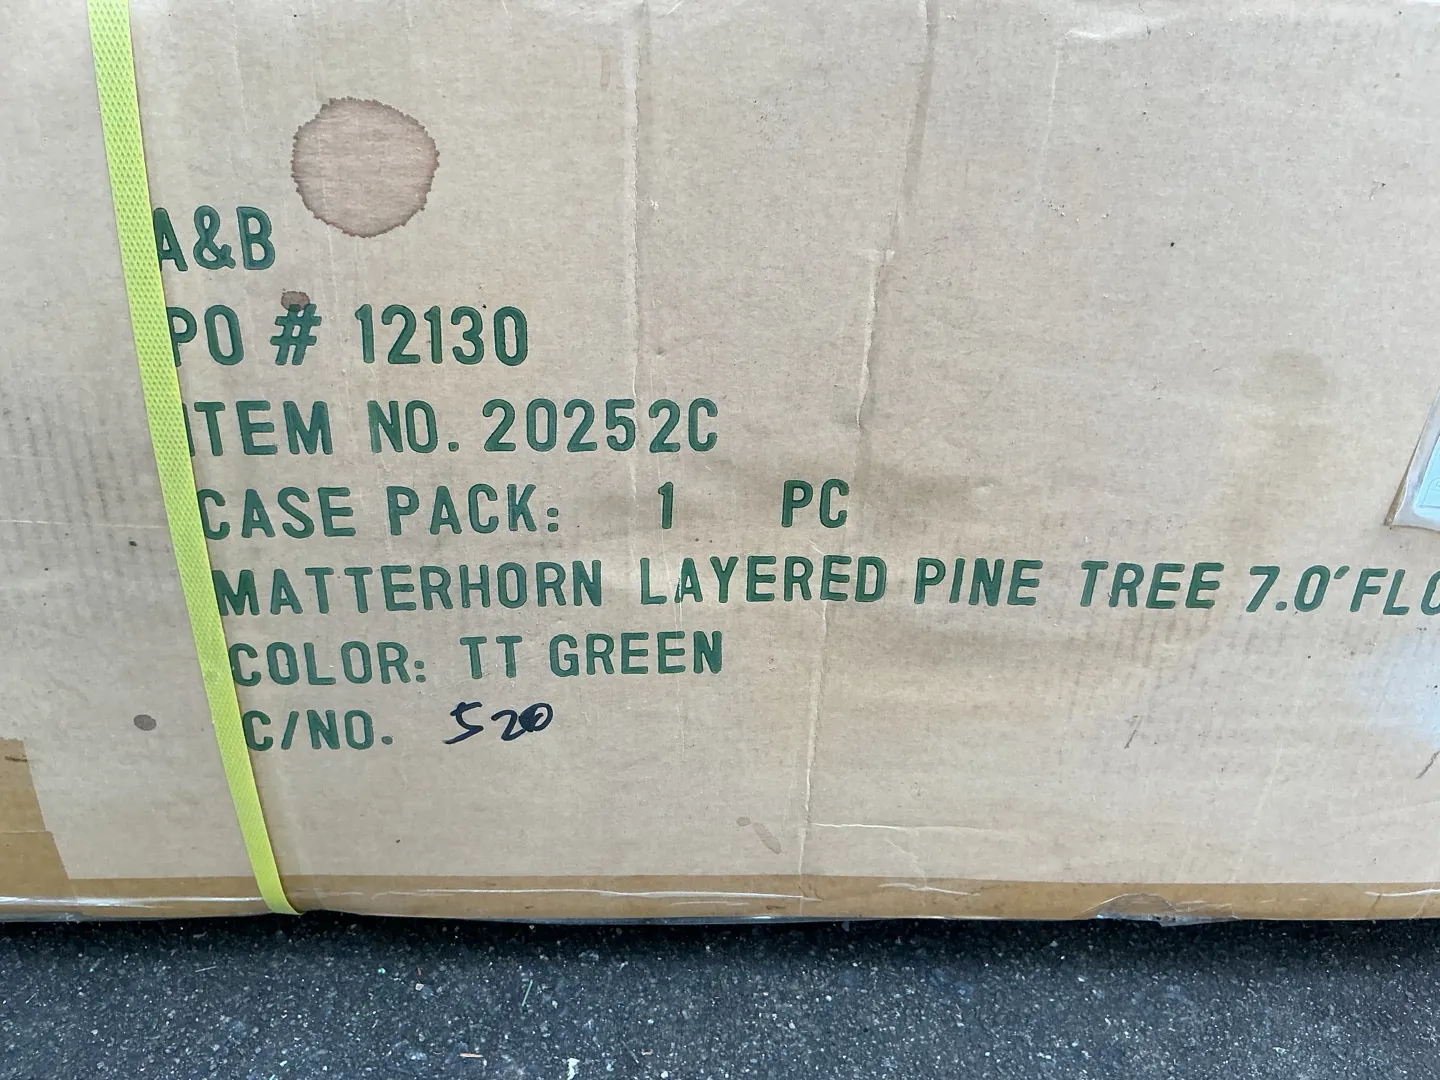 A&B
PO # 12130
ITEM NO. 20252C
CASE PACK: 1 PC
MATTERHORN LAYERED PINE TREE 7.0' FLO
COLOR: TT GREEN
C/NO. 520